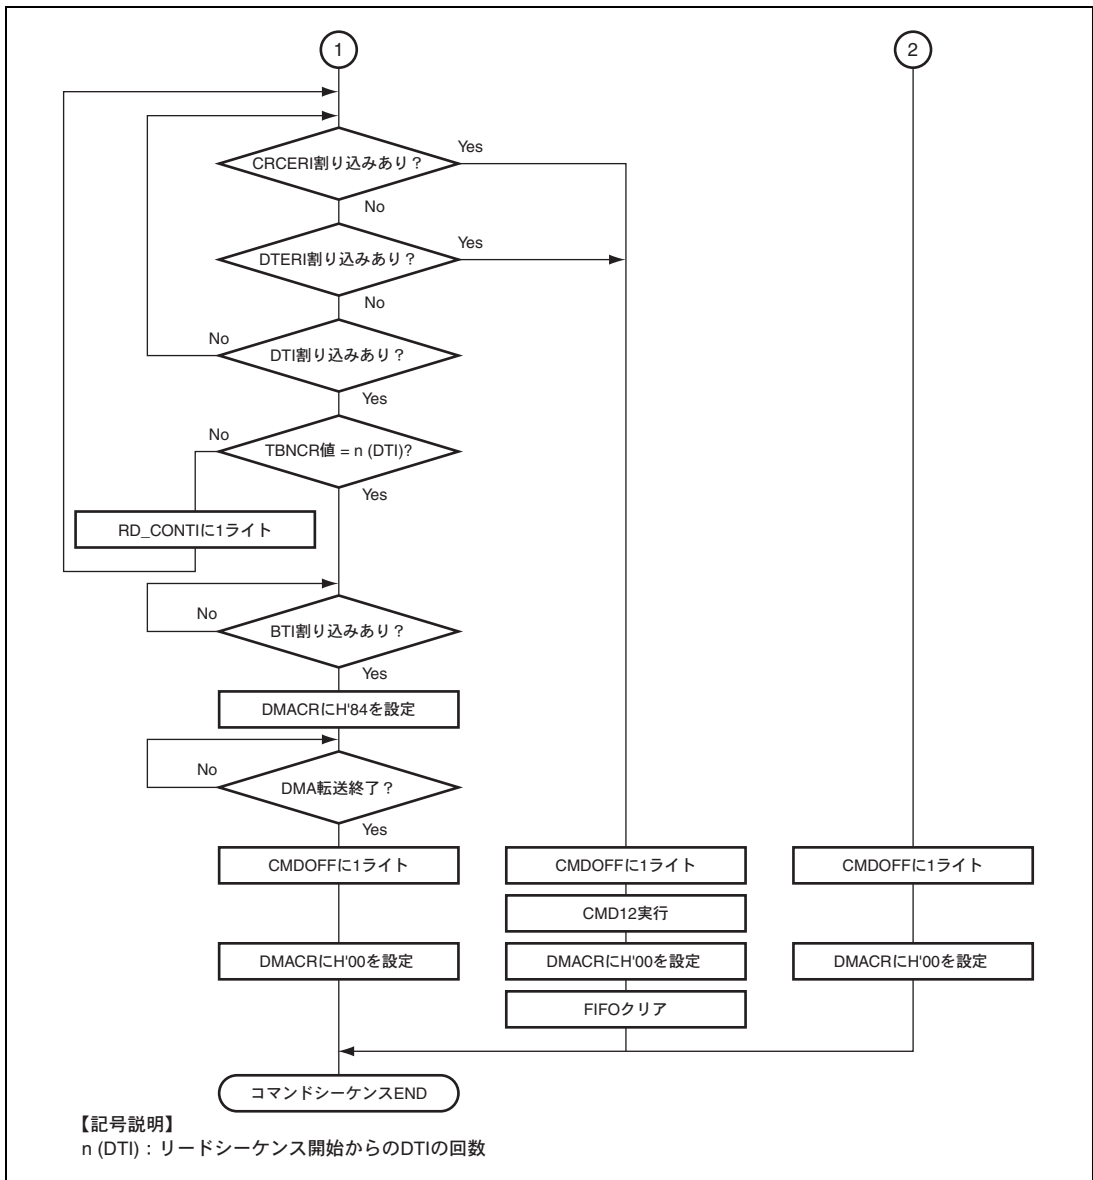 1
2
CRCERI割り込みあり？
Yes
No
DTERI割り込みあり？
Yes
No
DTI割り込みあり？
No
Yes
TBNCR値 = n (DTI)?
No
Yes
RD_CONTIに1ライト
BTI割り込みあり？
No
Yes
DMACRにH'84を設定
DMA転送終了？
No
Yes
CMDOFFに1ライト
CMDOFFに1ライト
CMDOFFに1ライト
CMD12実行
DMACRにH'00を設定
DMACRにH'00を設定
DMACRにH'00を設定
FIFOクリア
コマンドシーケンスEND
【記号説明】
n (DTI)：リードシーケンス開始からのDTIの回数